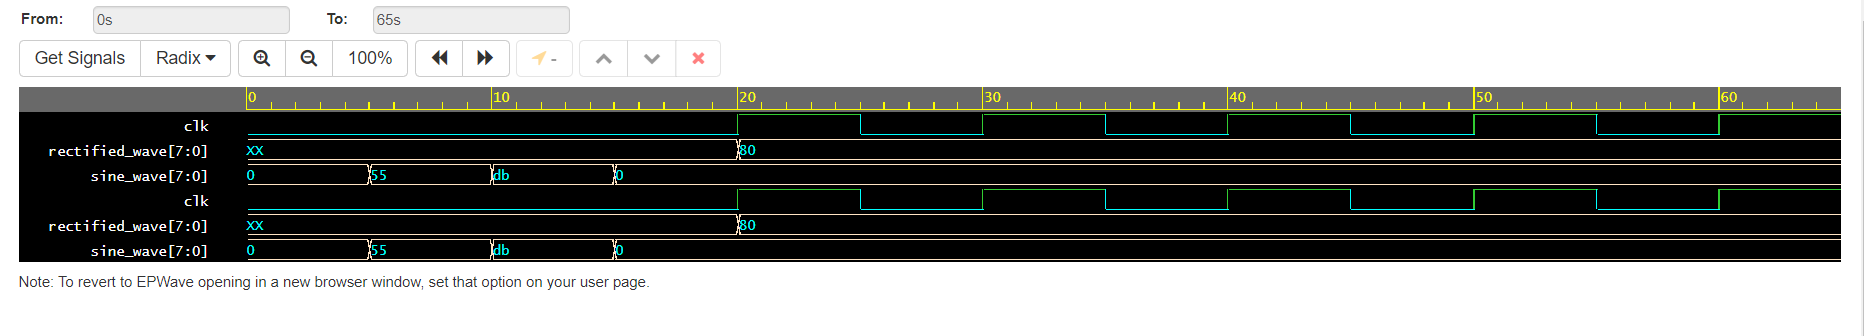 From: 0s To: 65s
Get Signals Radix 100% -
0 10 20 30 40 50 60
clk
rectified_wave[7:0] XX 80
sine_wave[7:0] 0 55 db 0
clk
rectified_wave[7:0] XX 80
sine_wave[7:0] 0 55 db 0
Note: To revert to EPWave opening in a new browser window, set that option on your user page.